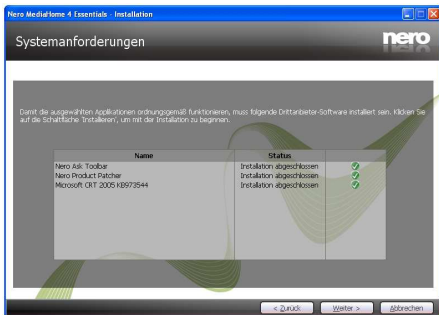 Nero MediaHome 4 Essentials - Installation
Systemanforderungen
nero
Damit die ausgewählten Applikationen ordnungsgemäß funktionieren, muss folgende Drittanbieter-Software installiert sein. Klicken Sie
auf die Schaltfläche 'Installieren', um mit der Installation zu beginnen.
Name Status
Nero Ask Toolbar Installation abgeschlossen
Nero Product Patcher Installation abgeschlossen
Microsoft CRT 2005 KB973544 Installation abgeschlossen
< Zurück Weiter > Abbrechen